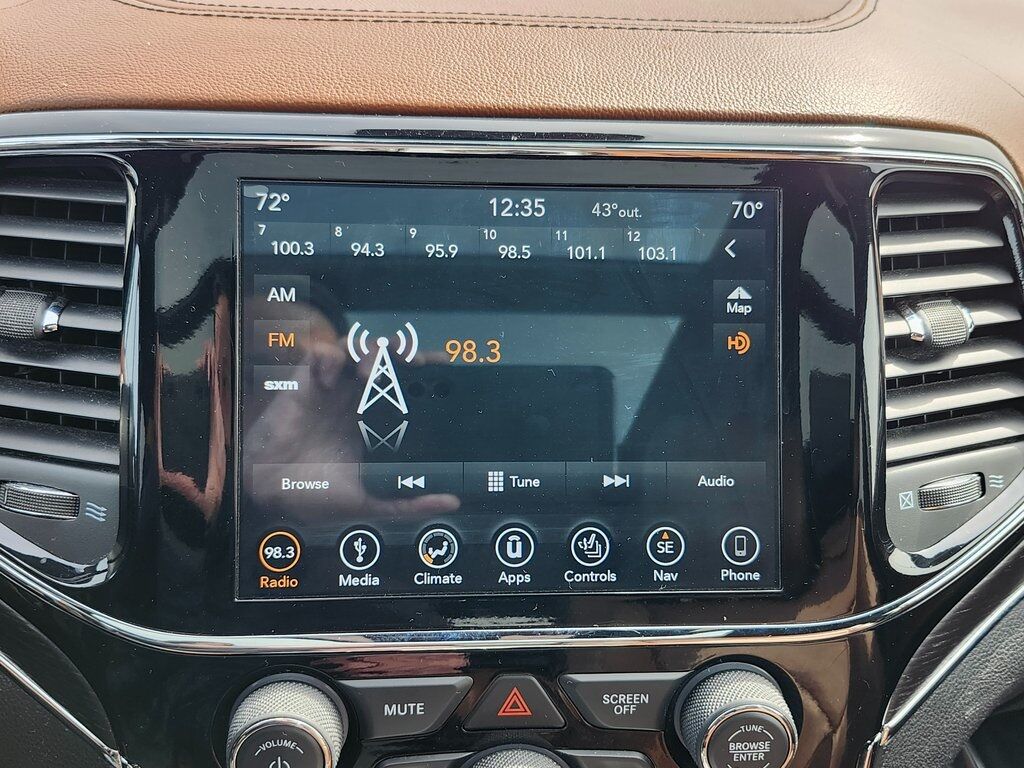 72° 12:35 43°out. 70°
7 8 9 10 11 12
100.3 94.3 95.9 98.5 101.1 103.1
AM
Map
FM 98.3 HD
sxm
Browse Tune Audio
98.3 SE
Radio Media Climate Apps Controls Nav Phone
MUTE SCREEN OFF
VOLUME TUNE
BROWSE
ENTER